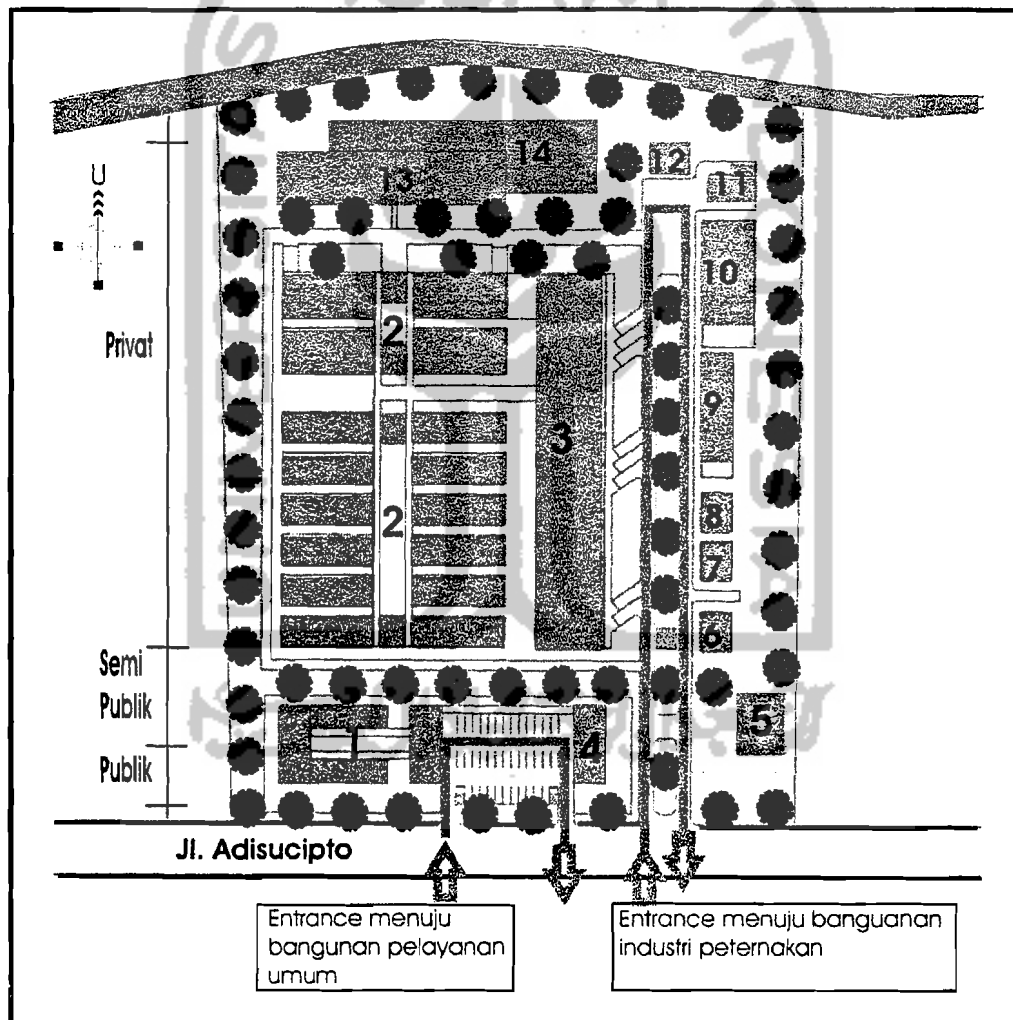 U
14
12
13
11
10
2
Privat
9
3
2
8
7
6
Semi
Publik
5
4
Publik
Jl. Adisucipto
Entrance menuju
bangunan pelayanan
umum
Entrance menuju banguanan
industri peternakan